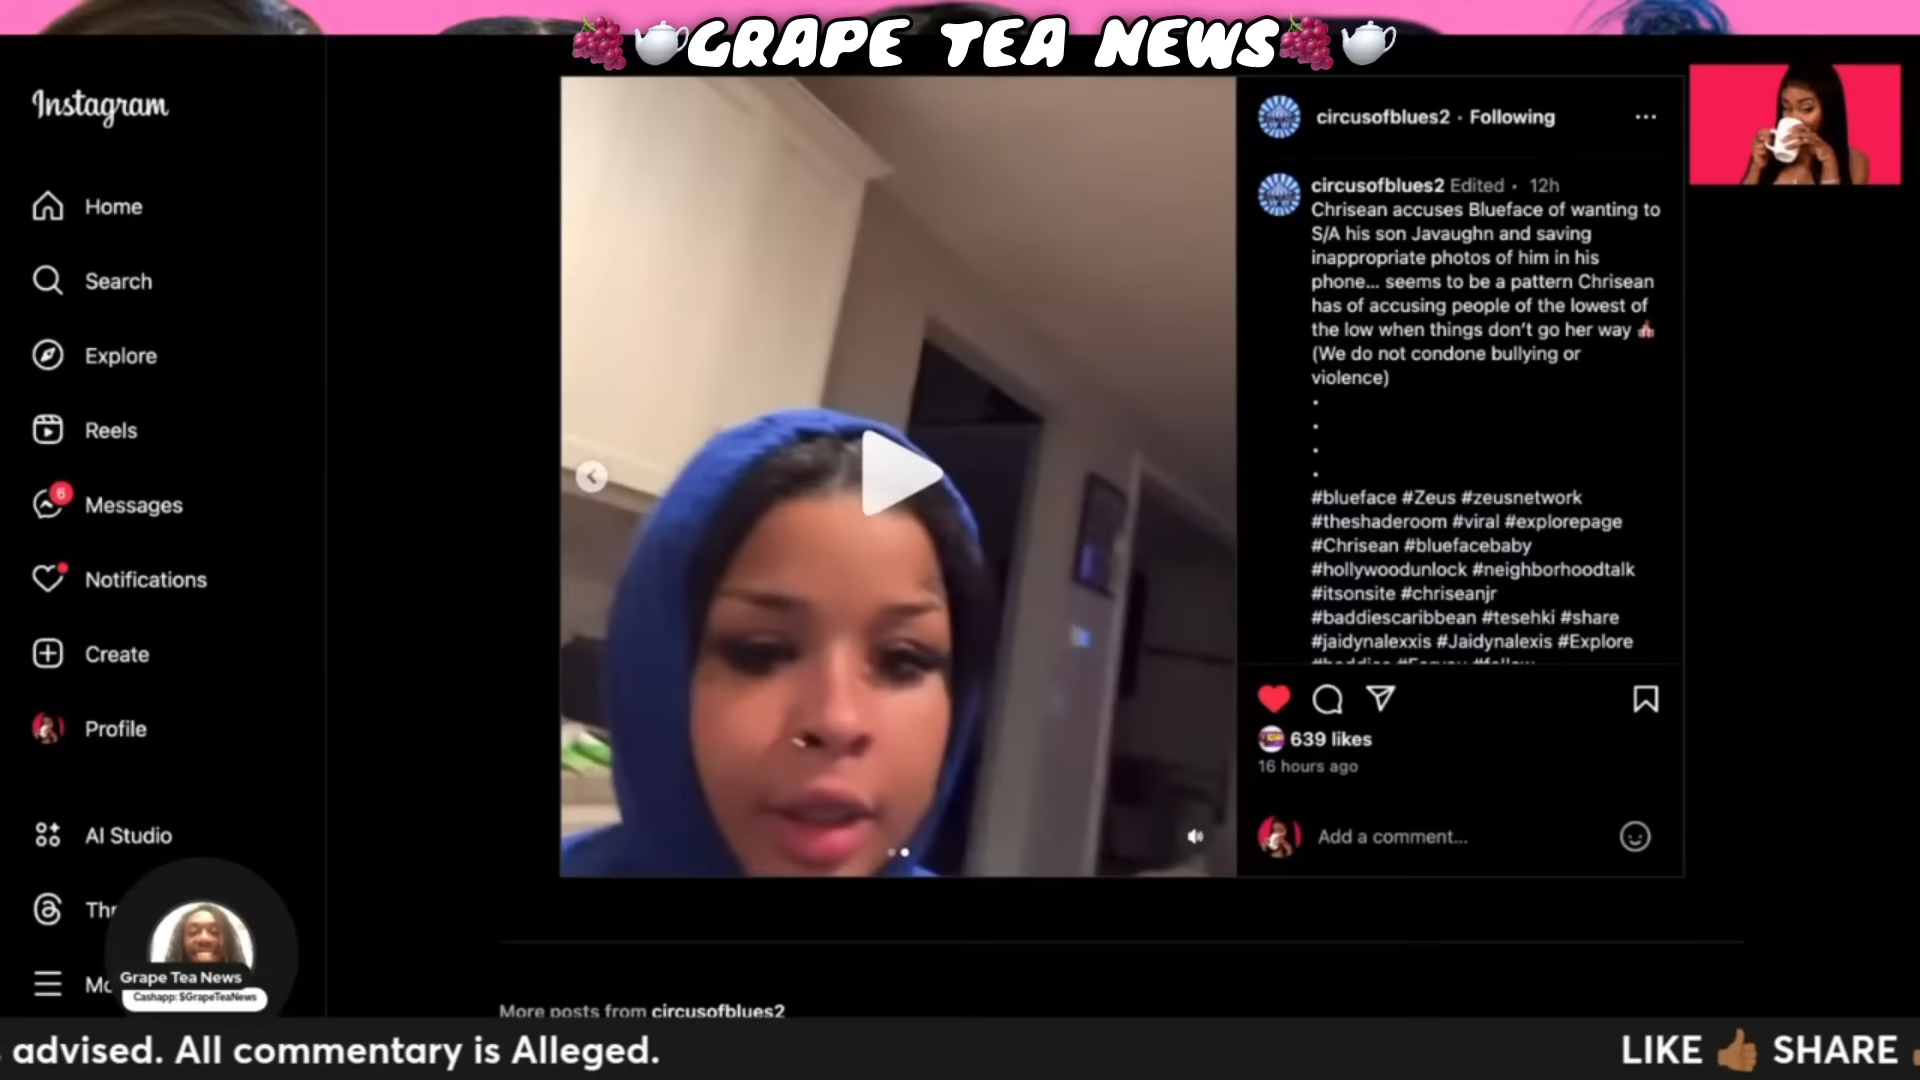 GRAPE TEA NEWS
Instagram
Home
Search
Explore
Reels
6
Messages
Notifications
Create
Profile
AI Studio
Grape Tea News
Cashapp: $GrapeTeaNews
circusofblues2 · Following
circusofblues2 Edited · 12h
Chrisean accuses Blueface of wanting to
S/A his son Javaughn and saving
inappropriate photos of him in his
phone... seems to be a pattern Chrisean
has of accusing people of the lowest of
the low when things don't go her way 🎪
(We do not condone bullying or
violence)
.
.
.
.
#blueface #Zeus #zeusnetwork
#theshaderoom #viral #explorepage
#Chrisean #bluefacebaby
#hollywoodunlock #neighborhoodtalk
#itsonsite #chriseanjr
#baddiescaribbean #tesehki #share
#jaidynalexxis #Jaidynalexis #Explore
639 likes
16 hours ago
Add a comment...
More posts from circusofblues2
advised. All commentary is Alleged.
LIKE 👍🏾 SHARE